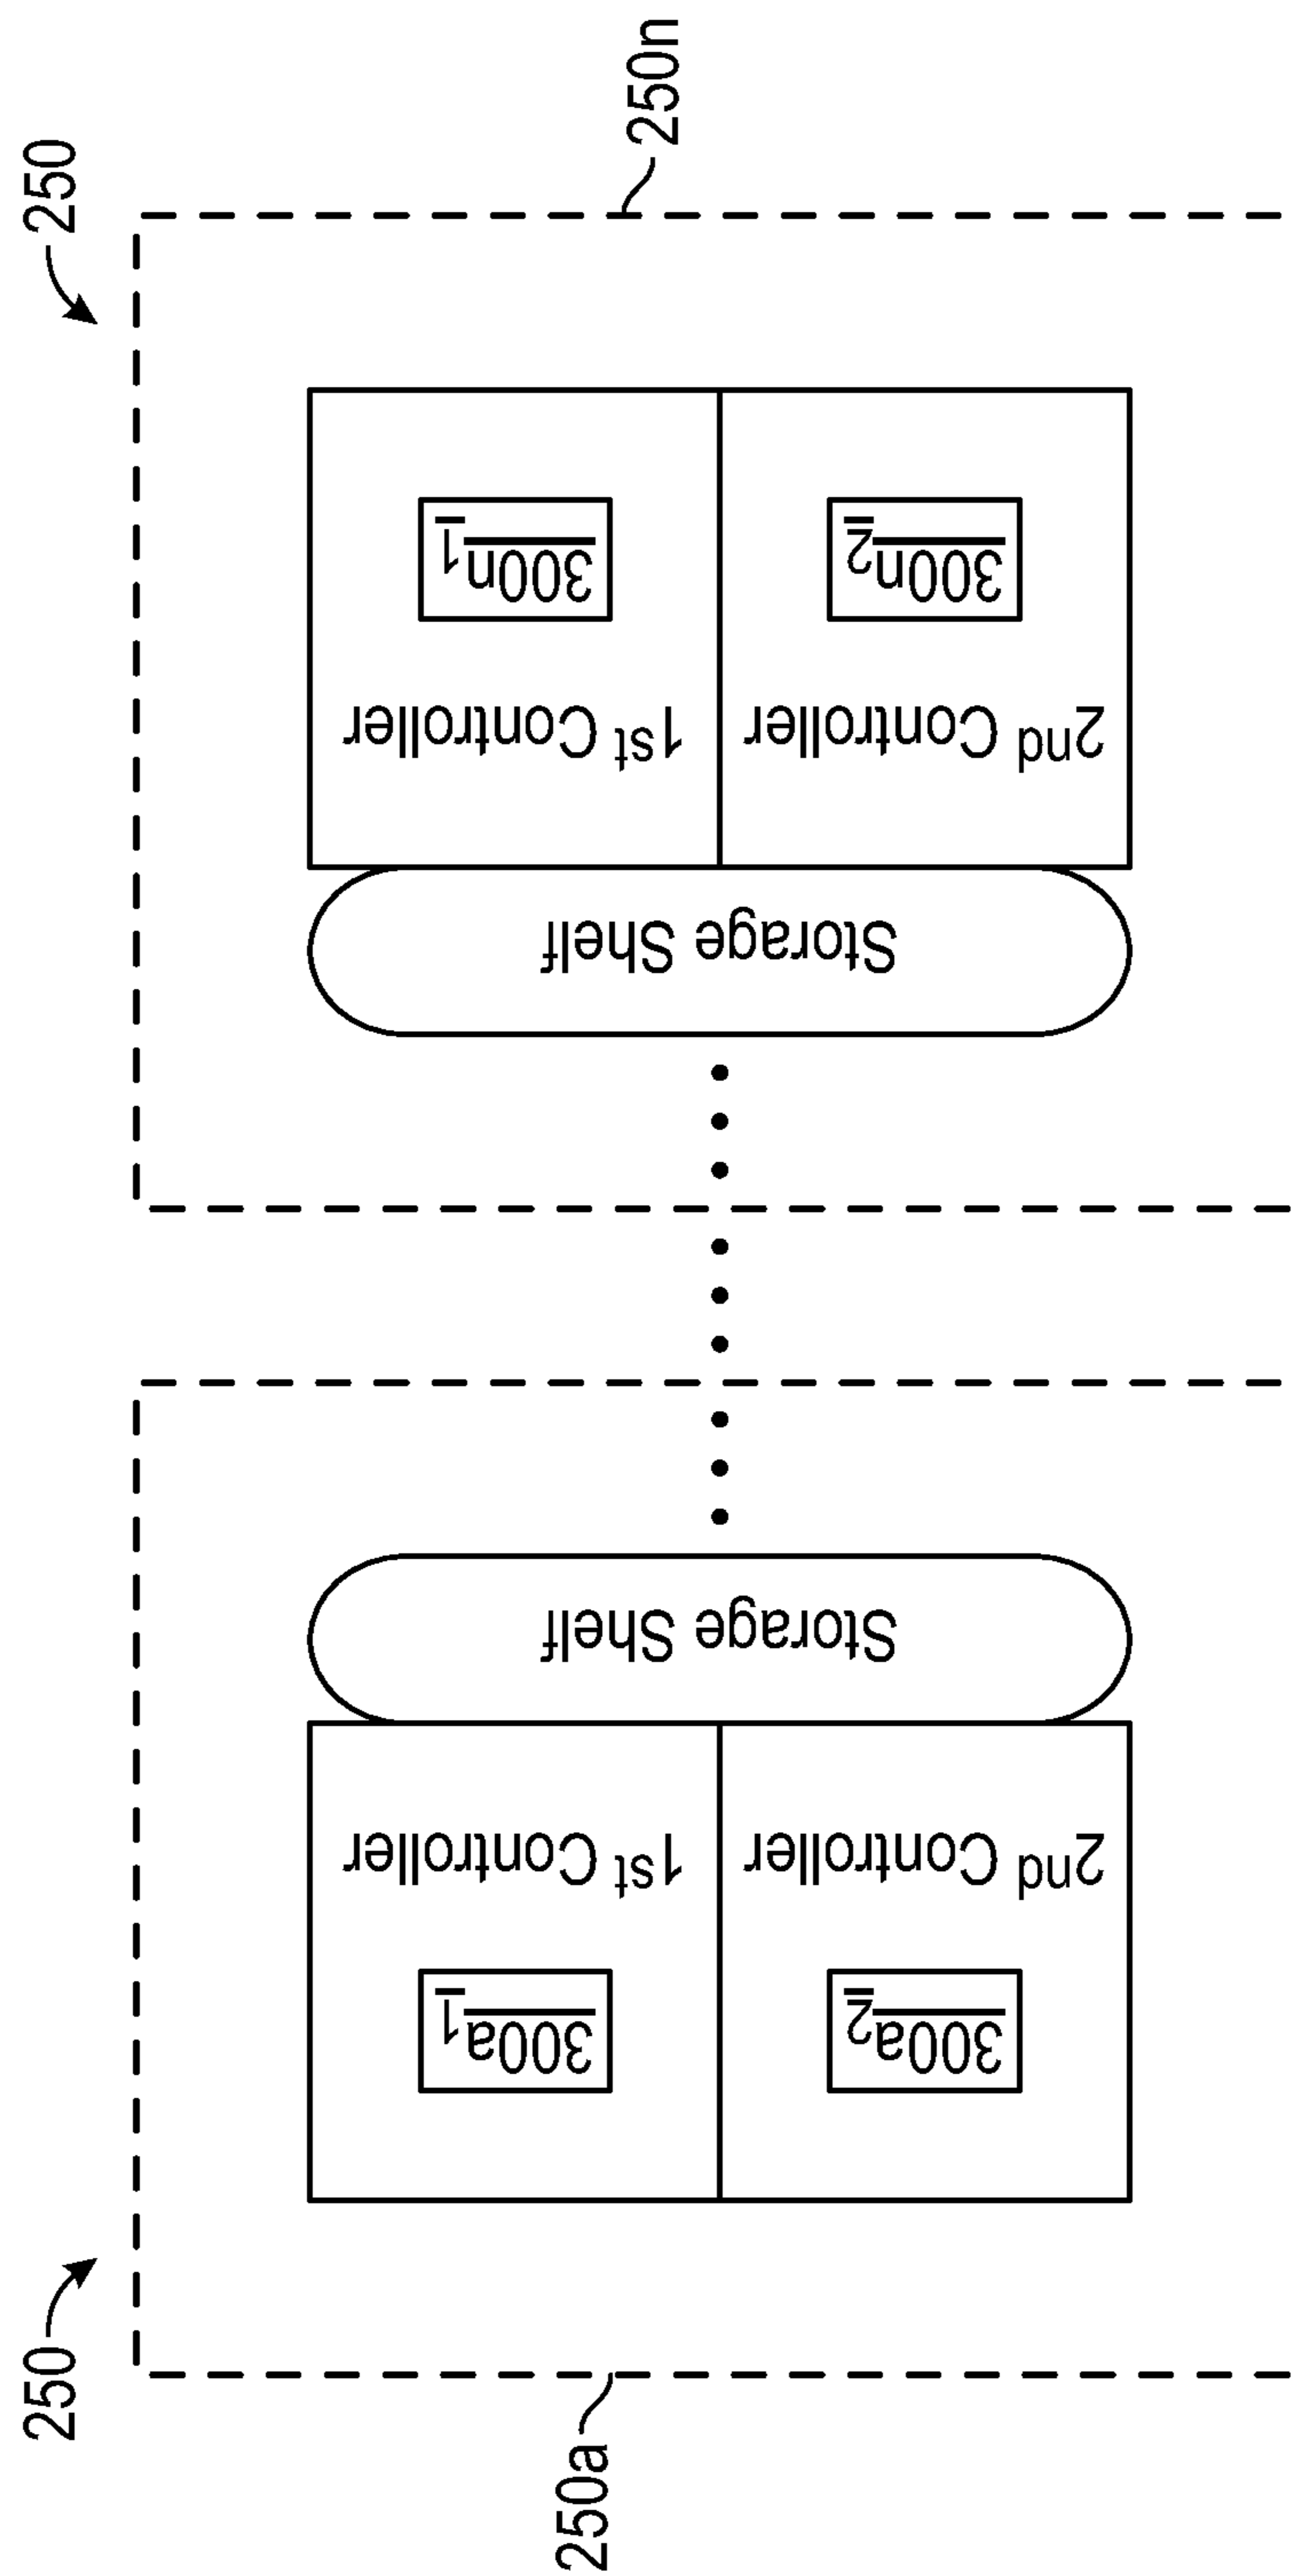 250
250
250a
250n
1st Controller
300a1
2nd Controller
300a2
Storage Shelf
1st Controller
300n1
2nd Controller
300n2
Storage Shelf